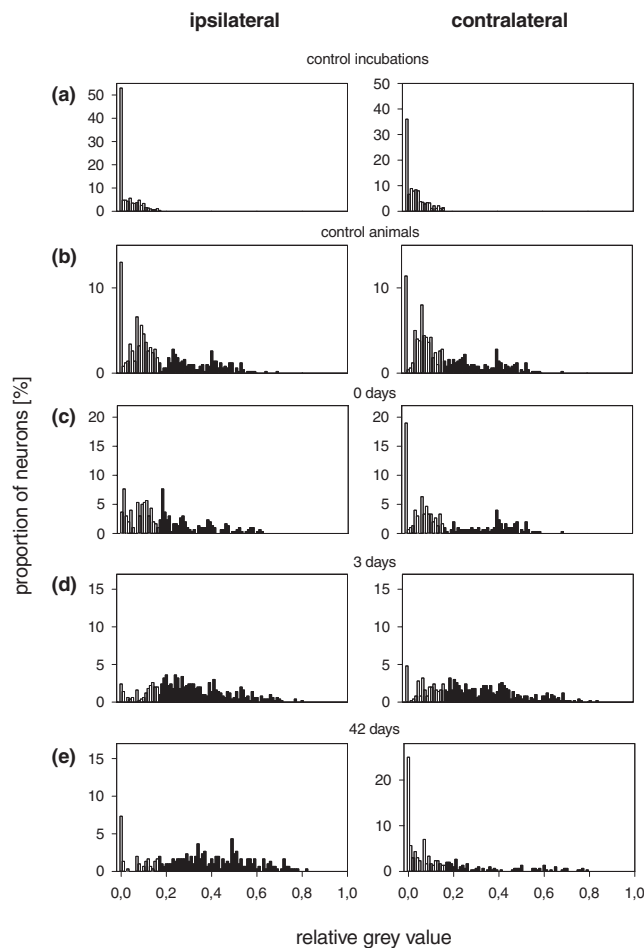 ipsilateral contralateral
control incubations
(a)
50 50
40 40
30 30
20 20
10 10
0 0
control animals
(b)
10 10
5 5
0 0
0 days
(c)
20 20
15 15
10 10
5 5
0 0
3 days
(d)
15 15
10 10
5 5
0 0
42 days
(e)
15
20
10
10
5
0 0
0,0 0,2 0,4 0,6 0,8 1,0 0,0 0,2 0,4 0,6 0,8 1,0
proportion of neurons [%]
relative grey value